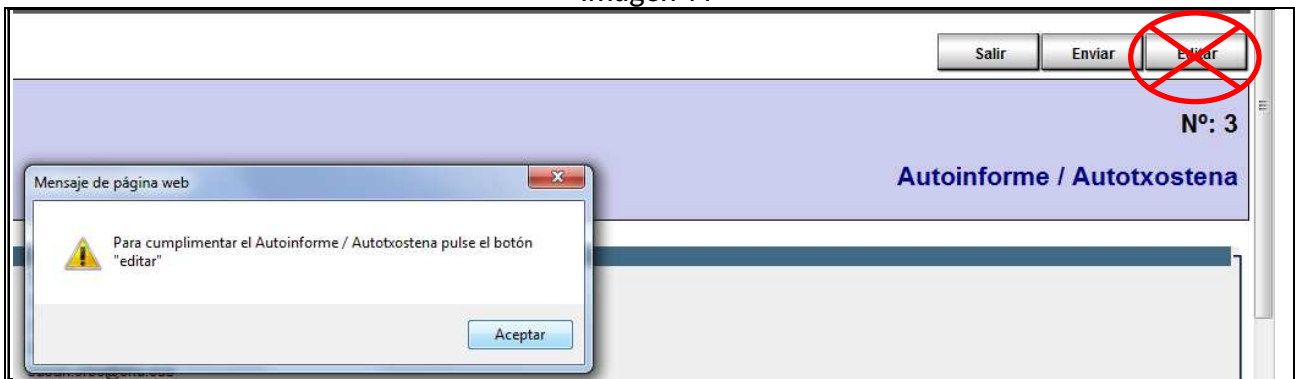 Salir Enviar Editar
Nº: 3
Autoinforme / Autotxostena
Mensaje de página web
Para cumplimentar el Autoinforme / Autotxostena pulse el botón
"editar"
Aceptar